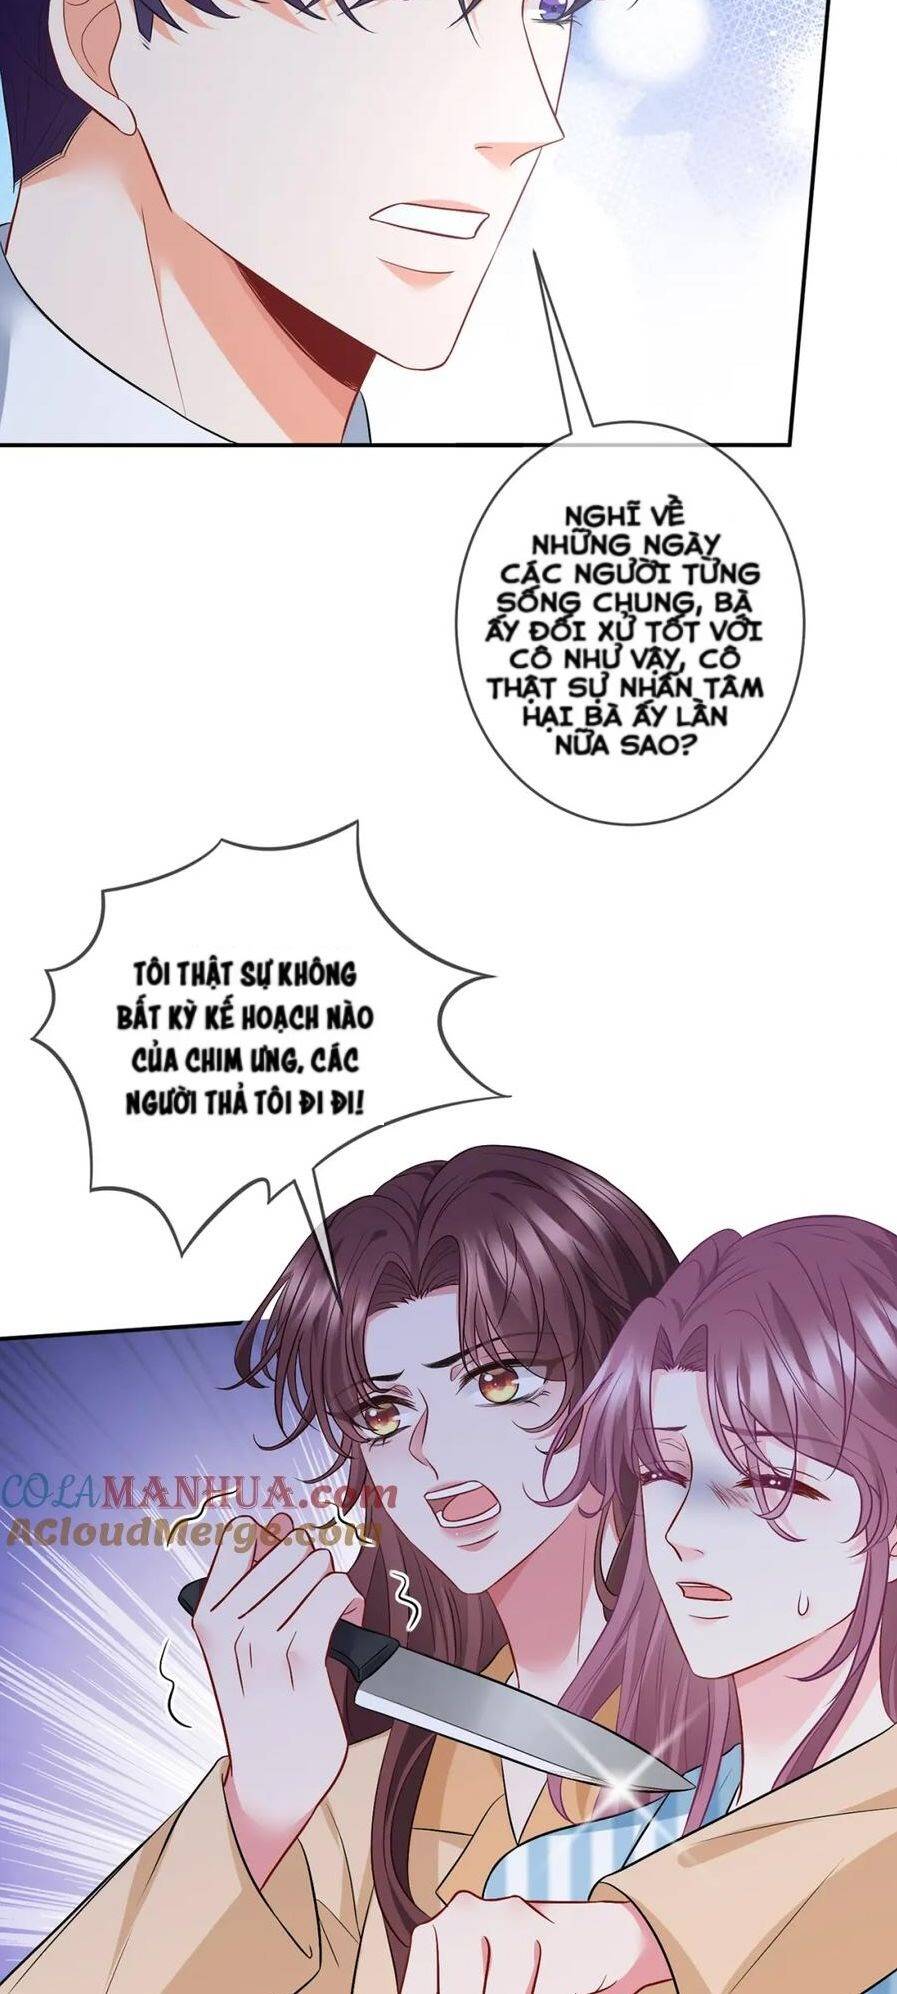 NGHĨ VỀ
NHỮNG NGÀY
CÁC NGƯỜI TỪNG
SỐNG CHUNG, BÀ
ẤY ĐỐI XỬ TỐT VỚI
CÔ NHƯ VẬY, CÔ
THẬT SỰ NHẪN TÂM
HẠI BÀ ẤY LẦN
NỮA SAO?
TÔI THẬT SỰ KHÔNG
BẤT KỲ KẾ HOẠCH NÀO
CỦA CHIM ƯNG, CÁC
NGƯỜI THẢ TÔI ĐI ĐI!
COLAMANHUA.com
ACloudMerge.com